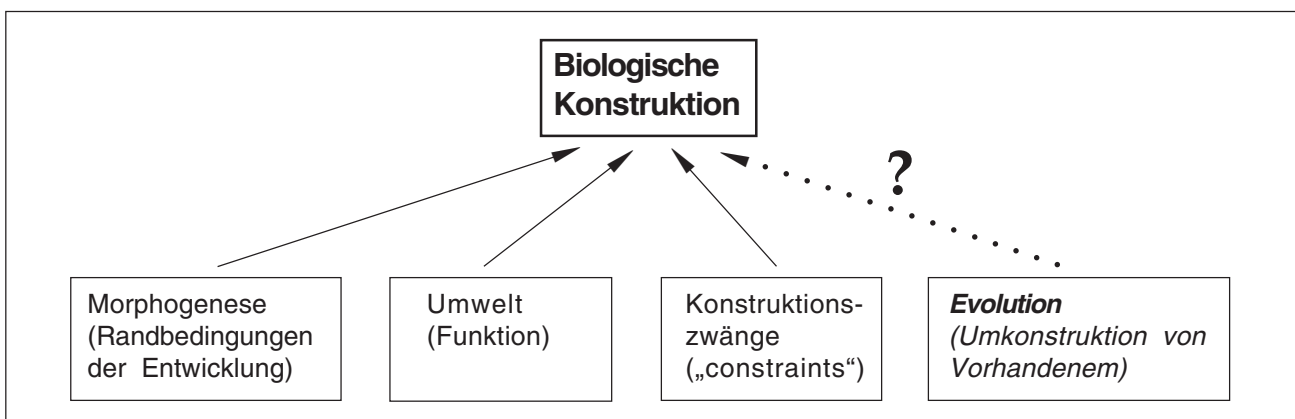 Biologische
Konstruktion
?
Morphogenese
(Randbedingungen
der Entwicklung)
Umwelt
(Funktion)
Konstruktions-
zwänge
(„constraints“)
Evolution
(Umkonstruktion von
Vorhandenem)